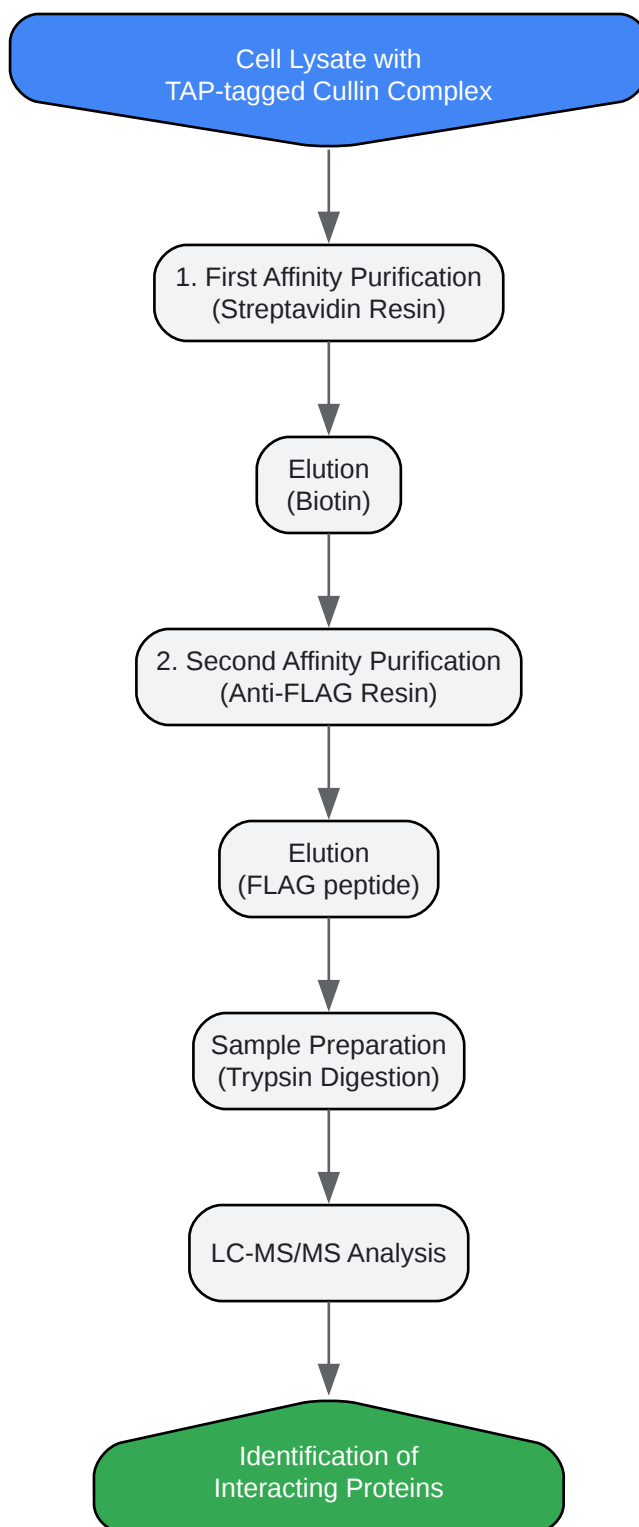 Cell Lysate with
TAP-tagged Cullin Complex
1. First Affinity Purification
(Streptavidin Resin)
Elution
(Biotin)
2. Second Affinity Purification
(Anti-FLAG Resin)
Elution
(FLAG peptide)
Sample Preparation
(Trypsin Digestion)
LC-MS/MS Analysis
Identification of
Interacting Proteins